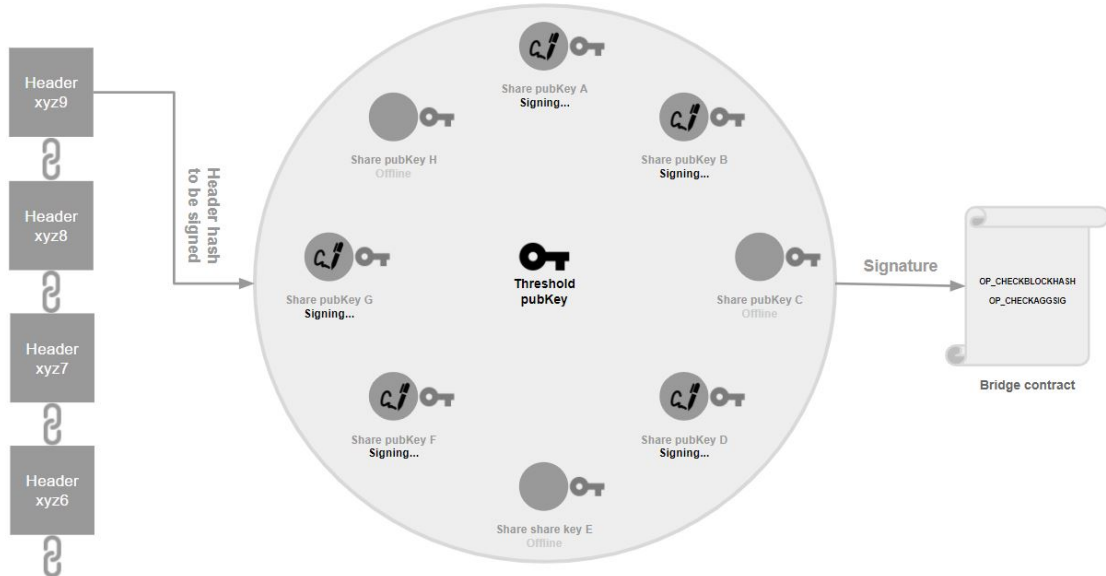 Header
xyz9
Header
xyz8
Header
xyz7
Header
xyz6
Header hash
to be signed
Share pubKey A
Signing...
Share pubKey B
Signing...
Share pubKey C
Offline
Share pubKey D
Signing...
Share share key E
Offline
Share pubKey F
Signing...
Share pubKey G
Signing...
Share pubKey H
Offline
Threshold
pubKey
Signature
OP_CHECKBLOCKHASH
OP_CHECKAGGSIG
Bridge contract